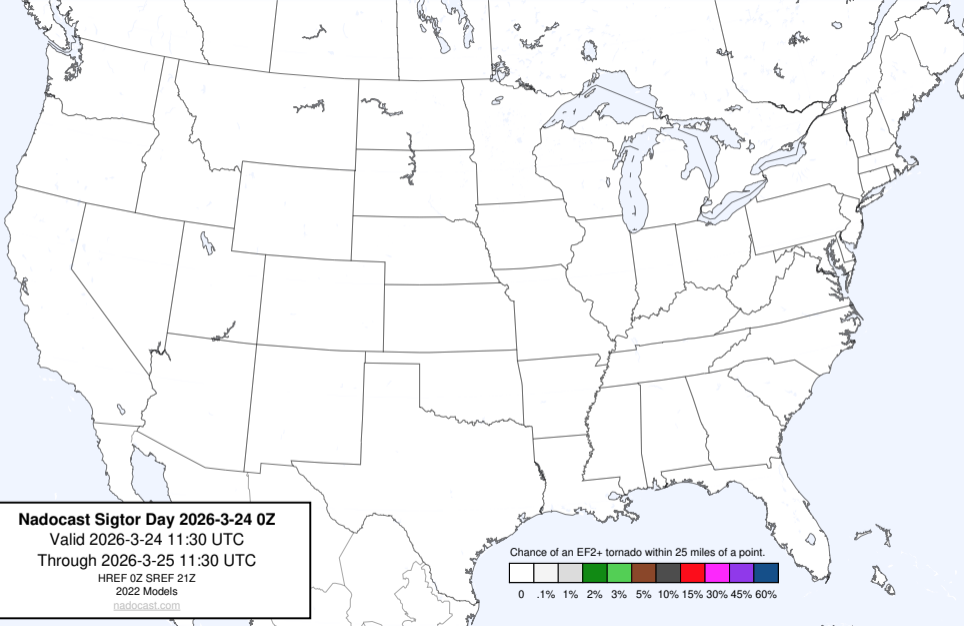 Nadocast Sigtor Day 2026-3-24 0Z
Valid 2026-3-24 11:30 UTC
Through 2026-3-25 11:30 UTC
HREF 0Z SREF 21Z
2022 Models
nadocast.com
Chance of an EF2+ tornado within 25 miles of a point.
0 .1% 1% 2% 3% 5% 10% 15% 30% 45% 60%